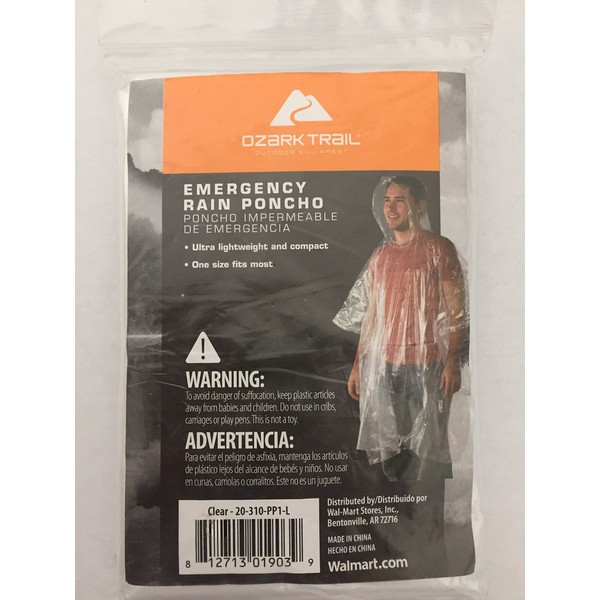 OZARK TRAIL®
OUTDOOR EQUIPMENT
EMERGENCY
RAIN PONCHO
PONCHO IMPERMEABLE
DE EMERGENCIA
• Ultra lightweight and compact
• One size fits most
WARNING:
To avoid danger of suffocation, keep plastic articles
away from babies and children. Do not use in cribs,
carriages or play pens. This is not a toy.
ADVERTENCIA:
Para evitar el peligro de asfixia, mantenga los artículos
de plástico lejos del alcance de bebés y niños. No usar
en cunas, carriolas o corralitos. Este no es un juguete.
Clear - 20-310-PP1-L
8 12713 01903 9
Distributed by/Distribuido por
Wal-Mart Stores, Inc.,
Bentonville, AR 72716
MADE IN CHINA
HECHO EN CHINA
Walmart.com